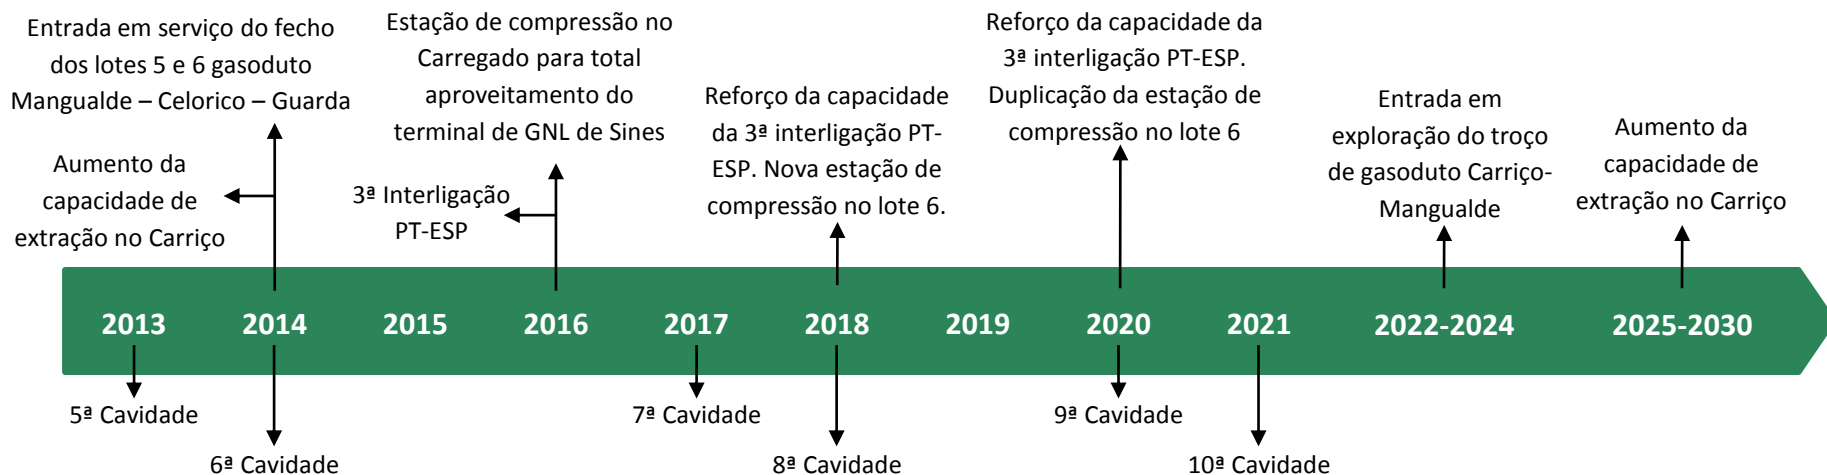 Entrada em serviço do fecho
dos lotes 5 e 6 gasoduto
Mangualde – Celorico – Guarda
Aumento da
capacidade de
extração no Carriço
Estação de compressão no
Carregado para total
aproveitamento do
terminal de GNL de Sines
3ª Interligação
PT-ESP
Reforço da capacidade
da 3ª interligação PT-
ESP. Nova estação de
compressão no lote 6.
Reforço da capacidade da
3ª interligação PT-ESP.
Duplicação da estação de
compressão no lote 6
Entrada em
exploração do troço
de gasoduto Carriço-
Mangualde
Aumento da
capacidade de
extração no Carriço
2013
2014
2015
2016
2017
2018
2019
2020
2021
2022-2024
2025-2030
5ª Cavidade
6ª Cavidade
7ª Cavidade
8ª Cavidade
9ª Cavidade
10ª Cavidade